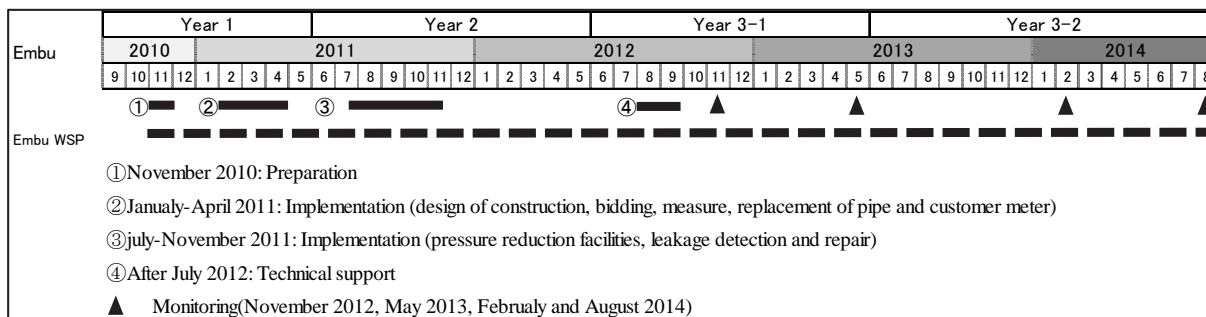 Year 1 Year 2 Year 3-1 Year 3-2
Embu 2010 2011 2012 2013 2014
9 10 11 12 1 2 3 4 5 6 7 8 9 10 11 12 1 2 3 4 5 6 7 8 9 10 11 12 1 2 3 4 5 6 7 8 9 10 11 12 1 2 3 4 5 6 7 8
① ② ③ ④ ▲ ▲ ▲ ▲
Embu WSP
①November 2010: Preparation
②Janualy-April 2011: Implementation (design of construction, bidding, measure, replacement of pipe and customer meter)
③july-November 2011: Implementation (pressure reduction facilities, leakage detection and repair)
④After July 2012: Technical support
▲ Monitoring(November 2012, May 2013, Februaly and August 2014)